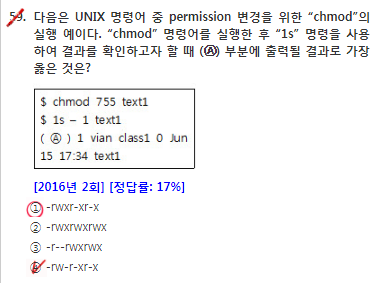 59. 다음은 UNIX 명령어 중 permission 변경을 위한 “chmod”의
실행 예이다. “chmod” 명령어를 실행한 후 “1s” 명령을 사용
하여 결과를 확인하고자 할 때 (Ⓐ) 부분에 출력될 결과로 가장
옳은 것은?
$ chmod 755 text1
$ 1s – 1 text1
( Ⓐ ) 1 vian class1 0 Jun
15 17:34 text1
[2016년 2회] [정답률: 17%]
① -rwxr-xr-x
② -rwxrwxrwx
③ -r--rwxrwx
④ -rw-r-xr-x